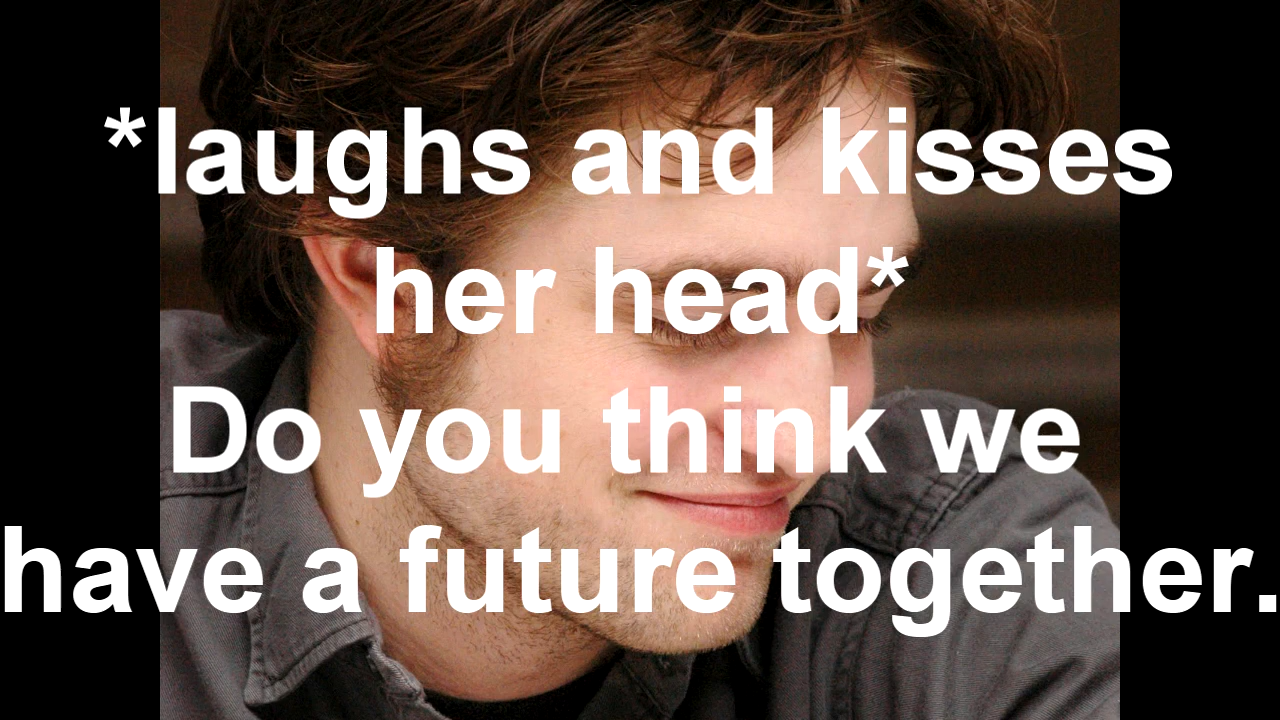 *laughs and kisses
her head*
Do you think we
have a future together.